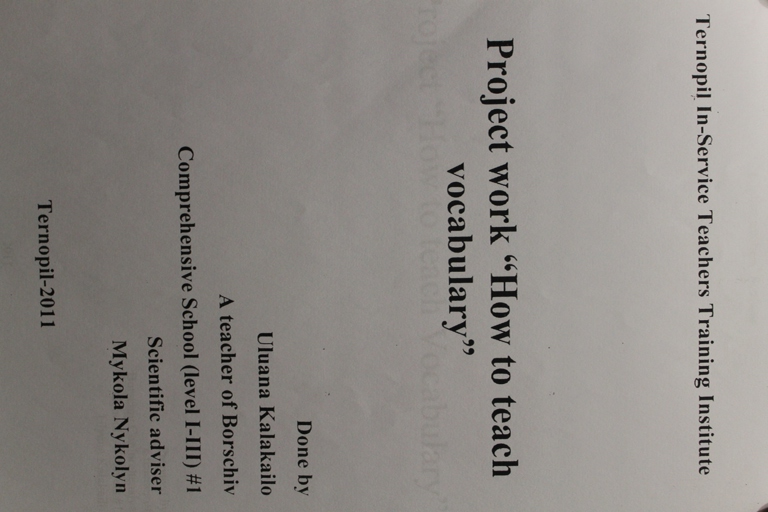 Ternopil In-Service Teachers Training Institute
Project work “How to teach
vocabulary”
Done by
Uluana Kalakailo
A teacher of Borschiv
Comprehensive School (level I-III) #1
Scientific adviser
Mykola Nykolyn
Ternopil-2011